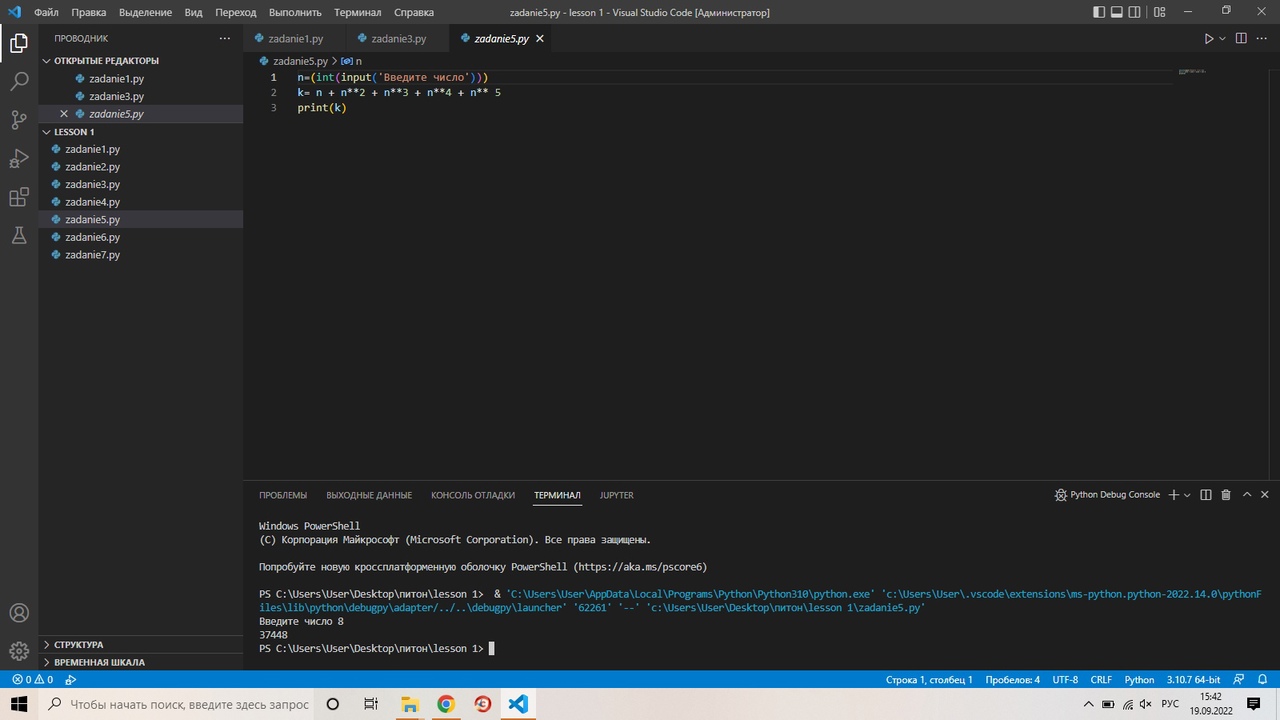 Файл Правка Выделение Вид Переход Выполнить Терминал Справка zadanie5.py - lesson 1 - Visual Studio Code [Администратор]
ПРОВОДНИК
zadanie1.py zadanie3.py zadanie5.py
ОТКРЫТЫЕ РЕДАКТОРЫ
zadanie1.py
zadanie3.py
zadanie5.py
LESSON 1
zadanie1.py
zadanie2.py
zadanie3.py
zadanie4.py
zadanie5.py
zadanie6.py
zadanie7.py
СТРУКТУРА
ВРЕМЕННАЯ ШКАЛА
zadanie5.py > n
1 n=(int(input('Введите число')))
2 k= n + n**2 + n**3 + n**4 + n** 5
3 print(k)
ПРОБЛЕМЫ ВЫХОДНЫЕ ДАННЫЕ КОНСОЛЬ ОТЛАДКИ ТЕРМИНАЛ JUPYTER Python Debug Console
Windows PowerShell
(C) Корпорация Майкрософт (Microsoft Corporation). Все права защищены.
Попробуйте новую кроссплатформенную оболочку PowerShell (https://aka.ms/pscore6)
PS C:\Users\User\Desktop\питон\lesson 1>  & 'C:\Users\User\AppData\Local\Programs\Python\Python310\python.exe' 'c:\Users\User\.vscode\extensions\ms-python.python-2022.14.0\pythonF
iles\lib\python\debugpy\adapter/../..\debugpy\launcher' '62261' '--' 'c:\Users\User\Desktop\питон\lesson 1\zadanie5.py'
Введите число 8
37448
PS C:\Users\User\Desktop\питон\lesson 1>
0 0 Строка 1, столбец 1 Пробелов: 4 UTF-8 CRLF Python 3.10.7 64-bit
Чтобы начать поиск, введите здесь запрос РУС 15:42
19.09.2022